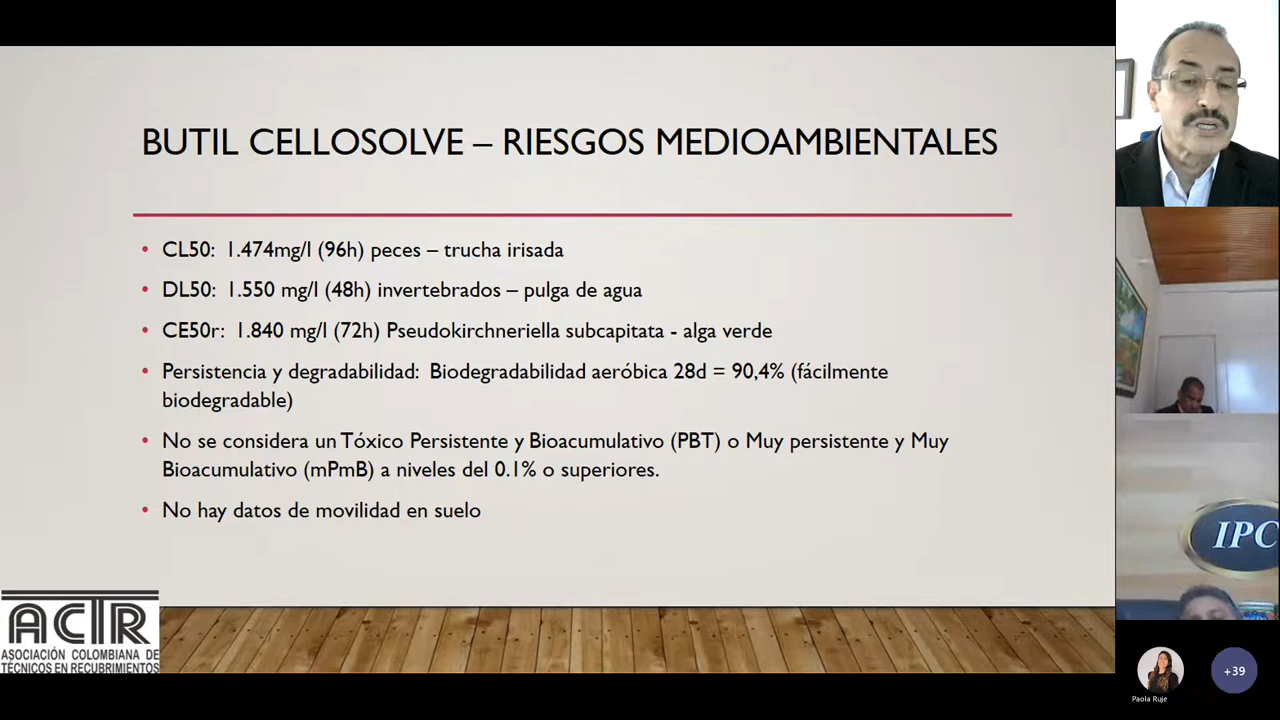 BUTIL CELLOSOLVE – RIESGOS MEDIOAMBIENTALES
• CL50: 1.474mg/l (96h) peces – trucha irisada
• DL50: 1.550 mg/l (48h) invertebrados – pulga de agua
• CE50r: 1.840 mg/l (72h) Pseudokirchneriella subcapitata - alga verde
• Persistencia y degradabilidad: Biodegradabilidad aeróbica 28d = 90,4% (fácilmente
biodegradable)
• No se considera un Tóxico Persistente y Bioacumulativo (PBT) o Muy persistente y Muy
Bioacumulativo (mPmB) a niveles del 0.1% o superiores.
• No hay datos de movilidad en suelo
ACTR
ASOCIACIÓN COLOMBIANA DE
TÉCNICOS EN RECUBRIMIENTOS
IPC
Paola Ruje
+39